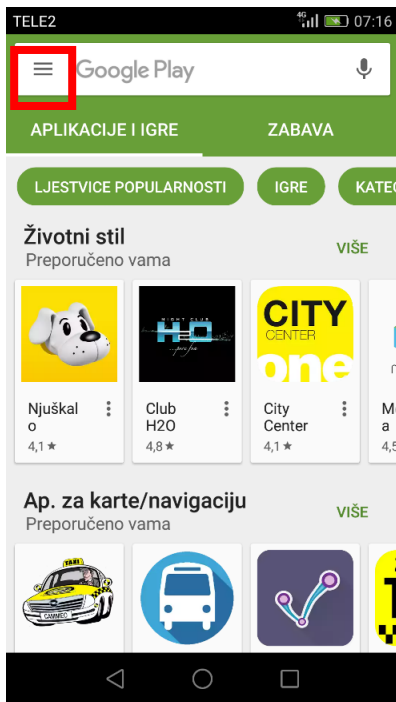 TELE2 4G 07:16
Google Play
APLIKACIJE I IGRE ZABAVA
LJESTVICE POPULARNOSTI IGRE KATEG
Životni stil
Preporučeno vama
VIŠE
NIGHT CLUB
H2O
CITY
CENTER
one
Njuškal
o
4,1★
Club
H2O
4,8★
City
Center
4,1★
M
a
4,5
Ap. za karte/navigaciju
Preporučeno vama
VIŠE
TAXI
CAMMEO